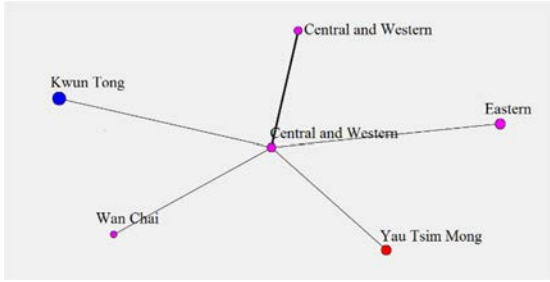 Central and Western
Kwun Tong
Eastern
Central and Western
Wan Chai
Yau Tsim Mong